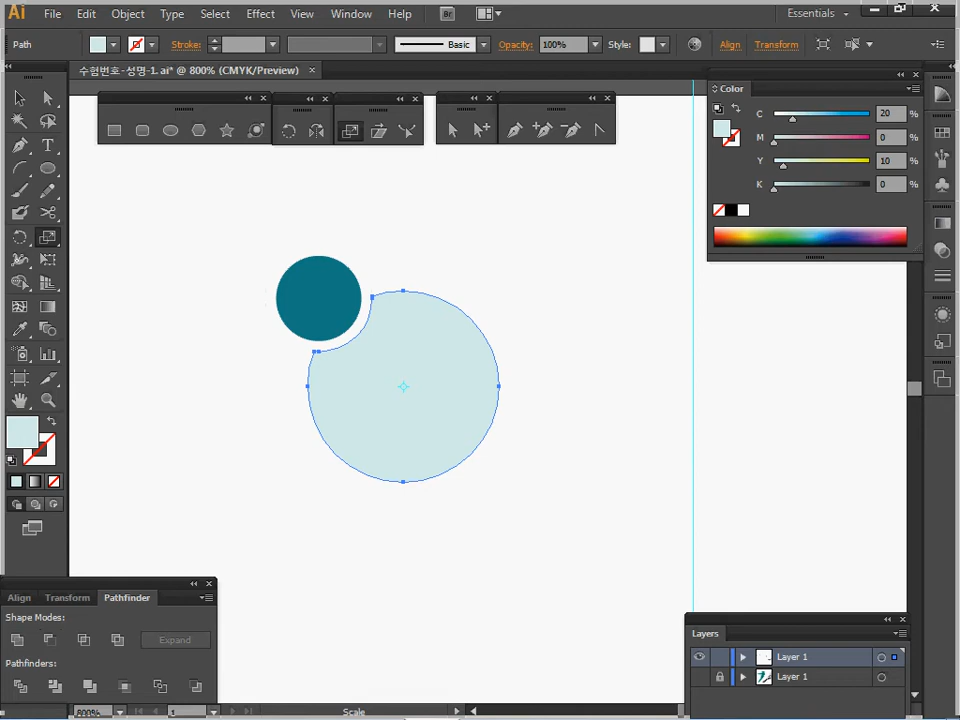 Ai File Edit Object Type Select Effect View Window Help Br Essentials
Path Stroke: Basic Opacity: 100% Style: Align Transform
수험번호-성명-1.ai* @ 800% (CMYK/Preview)
Color
C 20 %
M 0 %
Y 10 %
K 0 %
Align Transform Pathfinder
Shape Modes:
Expand
Pathfinders:
Layers
Layer 1
Layer 1
800% 1 Scale